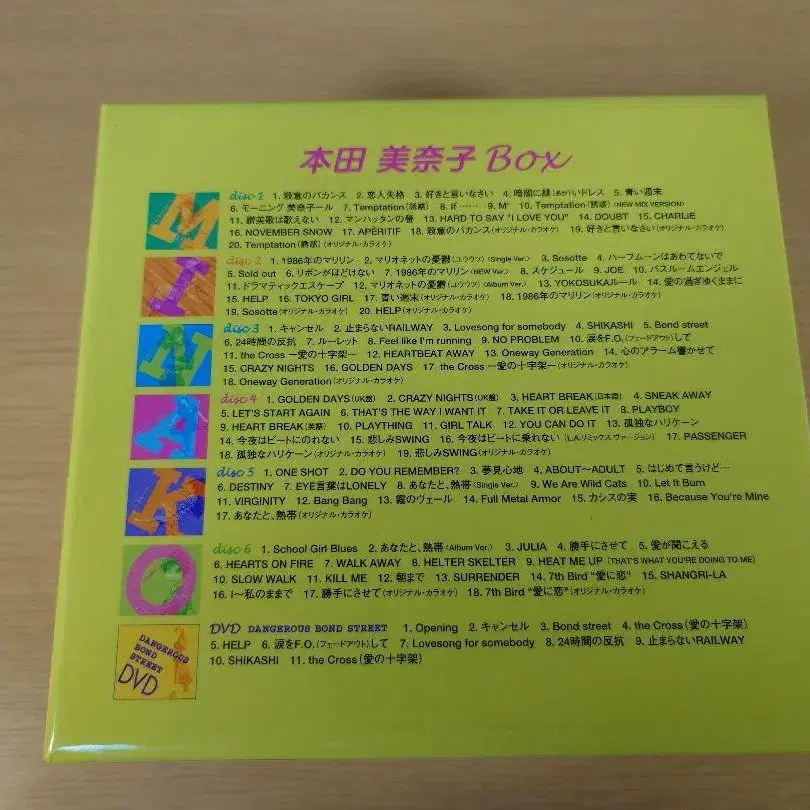 本田 美奈子 Box
M
disc 1 1. 殺意のバカンス 2. 恋人失格 3. 好きと言いなさい 4. 暗闇に謎(あかい)ドレス 5. 青い週末
6. モーニング 美奈子ール 7. Temptation(誘惑) 8. If…… 9. M' 10. Temptation(誘惑)(NEW MIX VERSION)
11. 讃美歌は歌えない 12. マンハッタンの螢 13. HARD TO SAY "I LOVE YOU" 14. DOUBT 15. CHARLIE
16. NOVEMBER SNOW 17. APÉRITIF 18. 殺意のバカンス(オリジナル・カラオケ) 19. 好きと言いなさい(オリジナル・カラオケ)
20. Temptation(誘惑)(オリジナル・カラオケ)
I
disc 2 1. 1986年のマリリン 2. マリオネットの憂鬱(ユウウツ)(Single Ver.) 3. Sosotte 4. ハーフムーンはあわてないで
5. Sold out 6. リボンがほどけない 7. 1986年のマリリン(NEW Ver.) 8. スケジュール 9. JOE 10. バスルームエンジェル
11. ドラマティックエスケープ 12. マリオネットの憂鬱(ユウウツ)(Album Ver.) 13. YOKOSUKAルール 14. 愛の過ぎゆくままに
15. HELP 16. TOKYO GIRL 17. 青い週末(オリジナル・カラオケ) 18. 1986年のマリリン(オリジナル・カラオケ)
19. Sosotte(オリジナル・カラオケ) 20. HELP(オリジナル・カラオケ)
N
disc 3 1. キャンセル 2. 止まらないRAILWAY 3. Lovesong for somebody 4. SHIKASHI 5. Bond street
6. 24時間の反抗 7. ルーレット 8. Feel like I'm running 9. NO PROBLEM 10. 涙をF.O.(フェードアウト)して
11. the Cross ー愛の十字架ー 12. HEARTBEAT AWAY 13. Oneway Generation 14. 心のアラーム響かせて
15. CRAZY NIGHTS 16. GOLDEN DAYS 17. the Cross ー愛の十字架ー(オリジナル・カラオケ)
18. Oneway Generation(オリジナル・カラオケ)
A
disc 4 1. GOLDEN DAYS(UK盤) 2. CRAZY NIGHTS(UK盤) 3. HEART BREAK(日本語) 4. SNEAK AWAY
5. LET'S START AGAIN 6. THAT'S THE WAY I WANT IT 7. TAKE IT OR LEAVE IT 8. PLAYBOY
9. HEART BREAK(英語) 10. PLAYTHING 11. GIRL TALK 12. YOU CAN DO IT 13. 孤独なハリケーン
14. 今夜はビートにのれない 15. 悲しみSWING 16. 今夜はビートに乗れない(L.A.リミックス ヴァージョン) 17. PASSENGER
18. 孤独なハリケーン(オリジナル・カラオケ) 19. 悲しみSWING(オリジナル・カラオケ)
K
disc 5 1. ONE SHOT 2. DO YOU REMEMBER? 3. 夢見心地 4. ABOUT〜ADULT 5. はじめて言うけど…
6. DESTINY 7. EYE言葉はLONELY 8. あなたと、熱帯(Single Ver.) 9. We Are Wild Cats 10. Let It Burn
11. VIRGINITY 12. Bang Bang 13. 霧のヴェール 14. Full Metal Armor 15. カシスの実 16. Because You're Mine
17. あなたと、熱帯(オリジナル・カラオケ)
O
disc 6 1. School Girl Blues 2. あなたと、熱帯(Album Ver.) 3. JULIA 4. 勝手にさせて 5. 愛が聞こえる
6. HEARTS ON FIRE 7. WALK AWAY 8. HELTER SKELTER 9. HEAT ME UP (THAT'S WHAT YOU'RE DOING TO ME)
10. SLOW WALK 11. KILL ME 12. 朝まで 13. SURRENDER 14. 7th Bird "愛に恋" 15. SHANGRI-LA
16. I〜私のままで 17. 勝手にさせて(オリジナル・カラオケ) 18. 7th Bird "愛に恋"(オリジナル・カラオケ)
DANGEROUS
BOND
STREET
DVD
DVD DANGEROUS BOND STREET 1. Opening 2. キャンセル 3. Bond street 4. the Cross(愛の十字架)
5. HELP 6. 涙をF.O.(フェードアウト)して 7. Lovesong for somebody 8. 24時間の反抗 9. 止まらないRAILWAY
10. SHIKASHI 11. the Cross(愛の十字架)